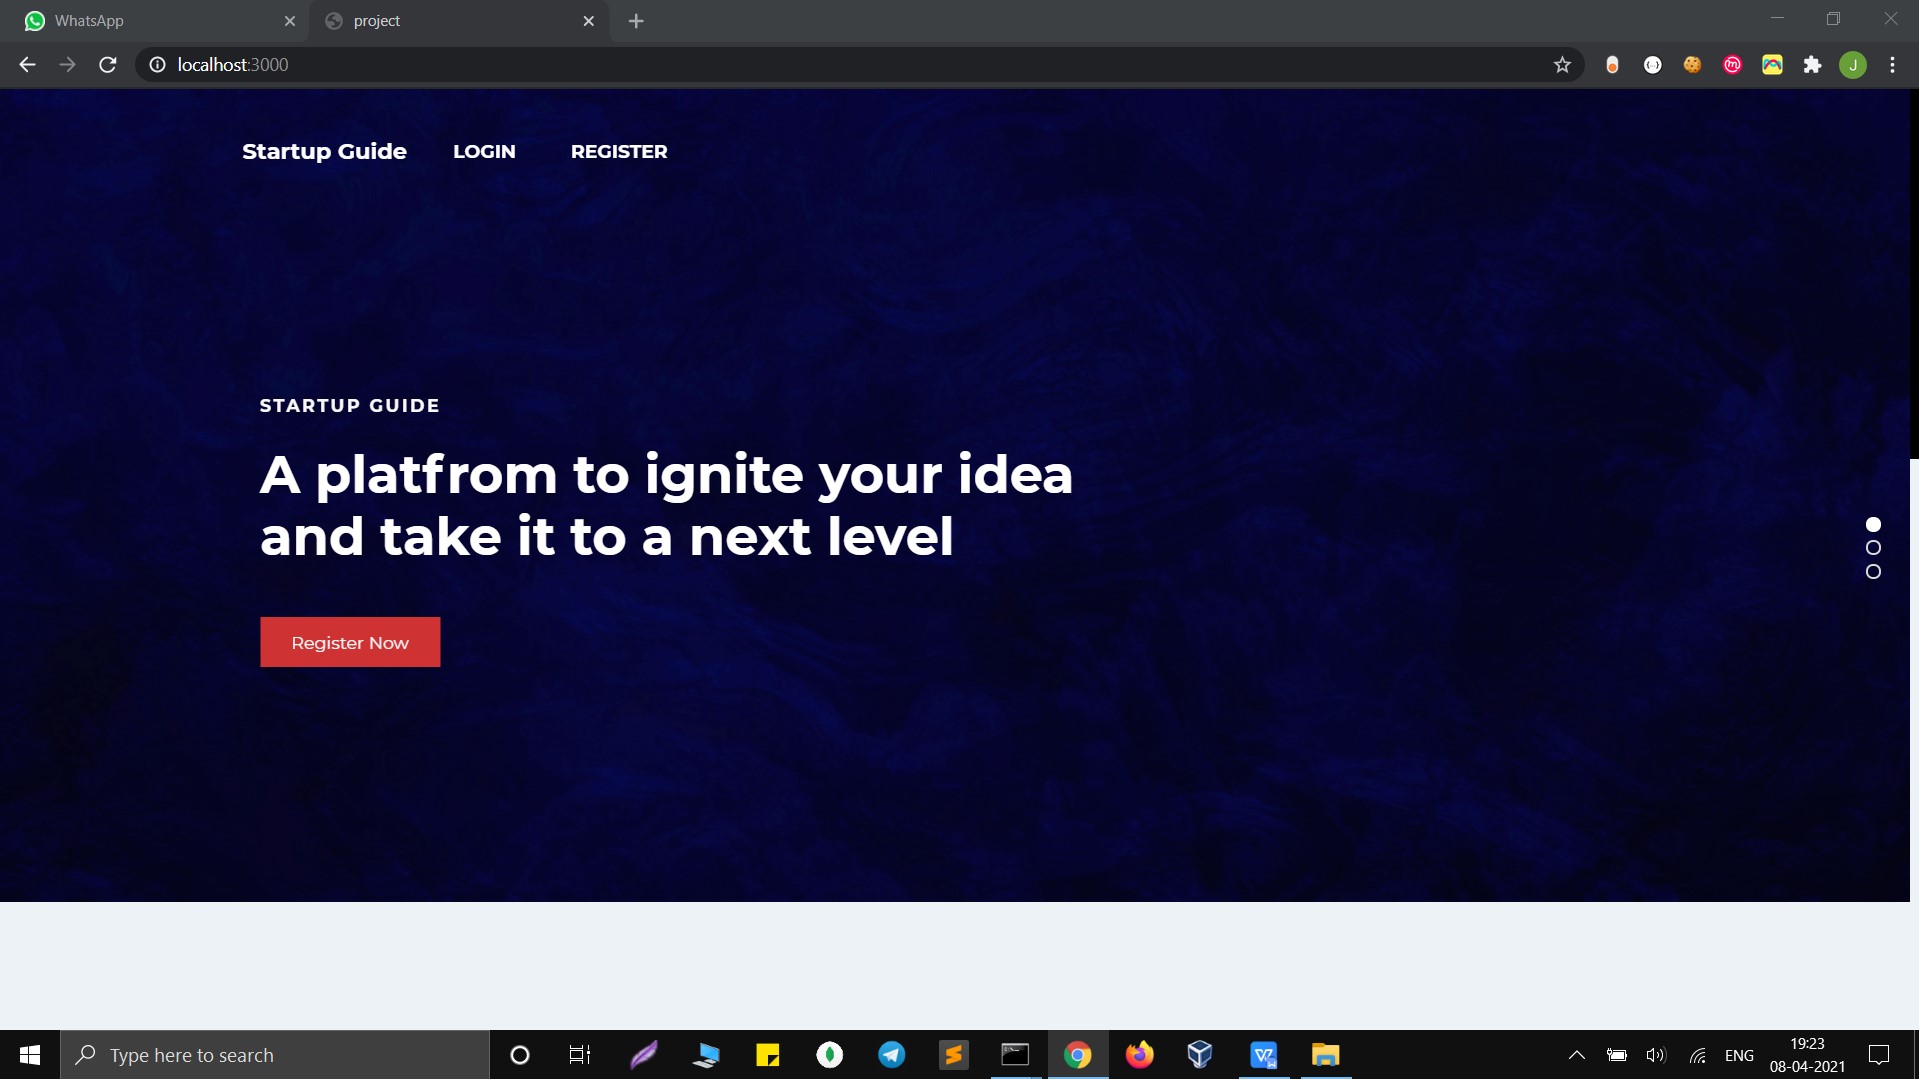 WhatsApp
project
localhost:3000
J
Startup Guide LOGIN REGISTER
STARTUP GUIDE
A platfrom to ignite your idea
and take it to a next level
Register Now
Type here to search
ENG
19:23
08-04-2021